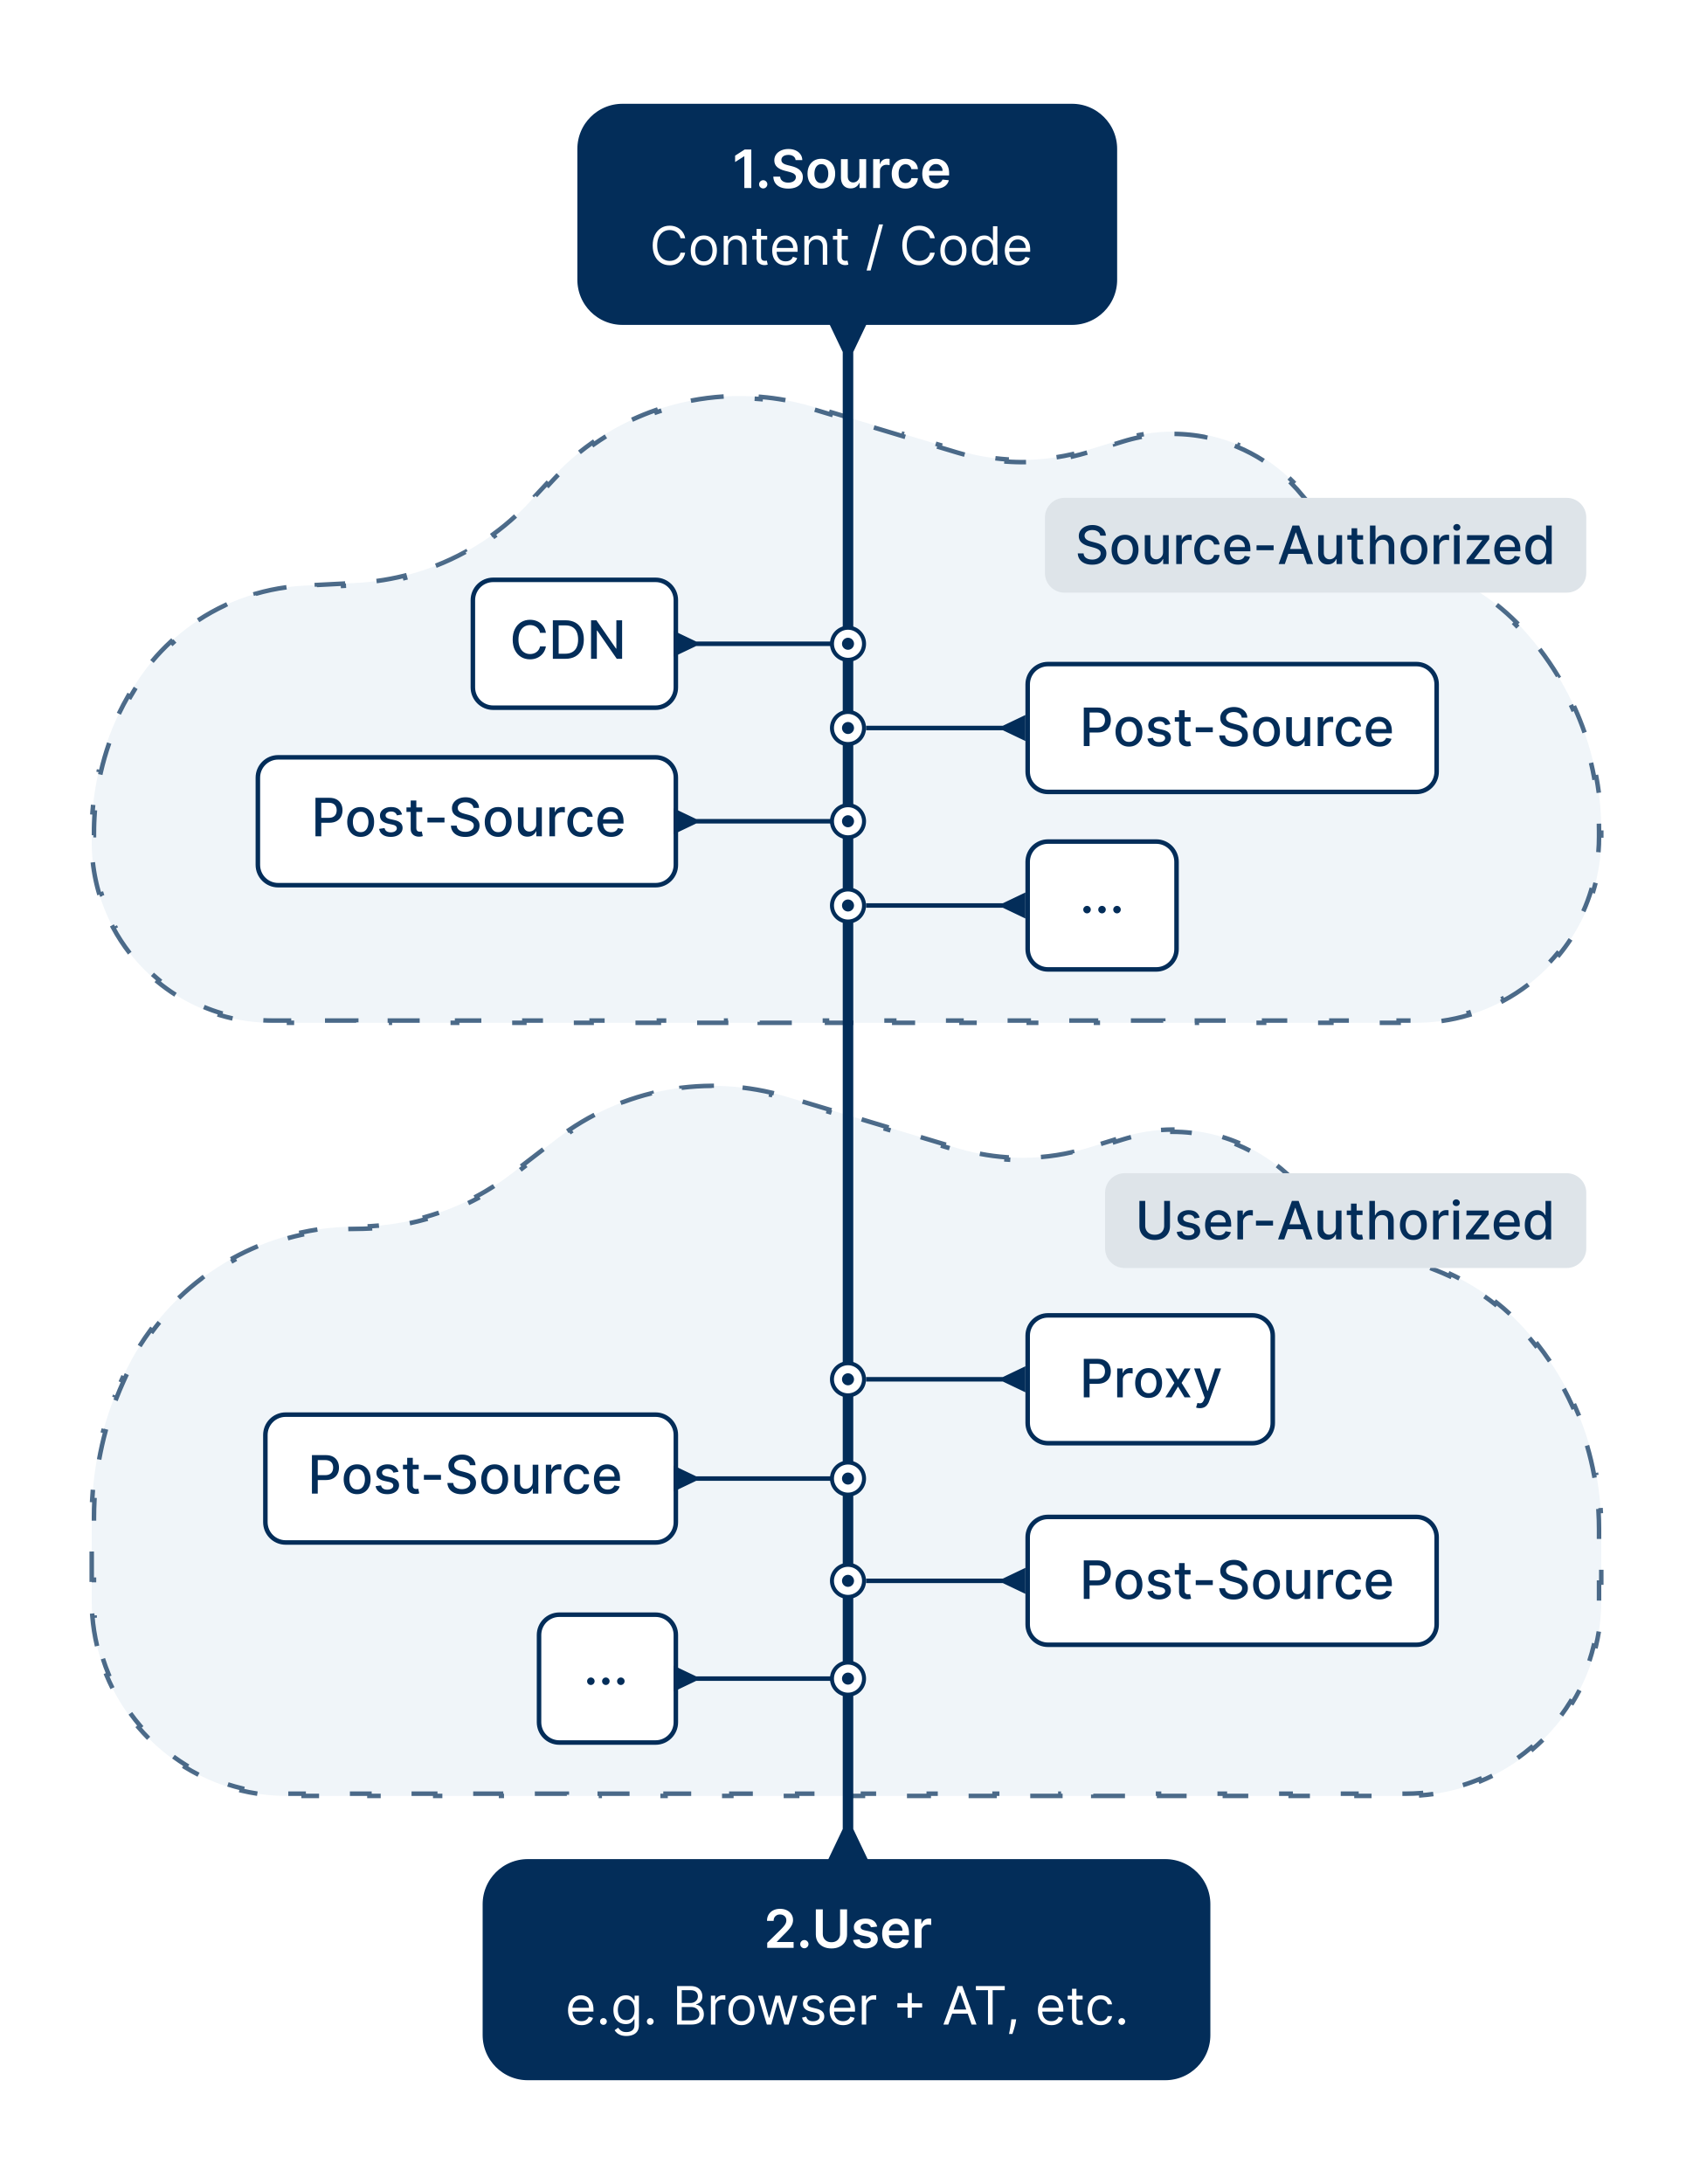 1.Source
Content / Code
Source-Authorized
CDN
Post-Source
Post-Source
...
User-Authorized
Proxy
Post-Source
Post-Source
...
2.User
e.g. Browser + AT, etc.